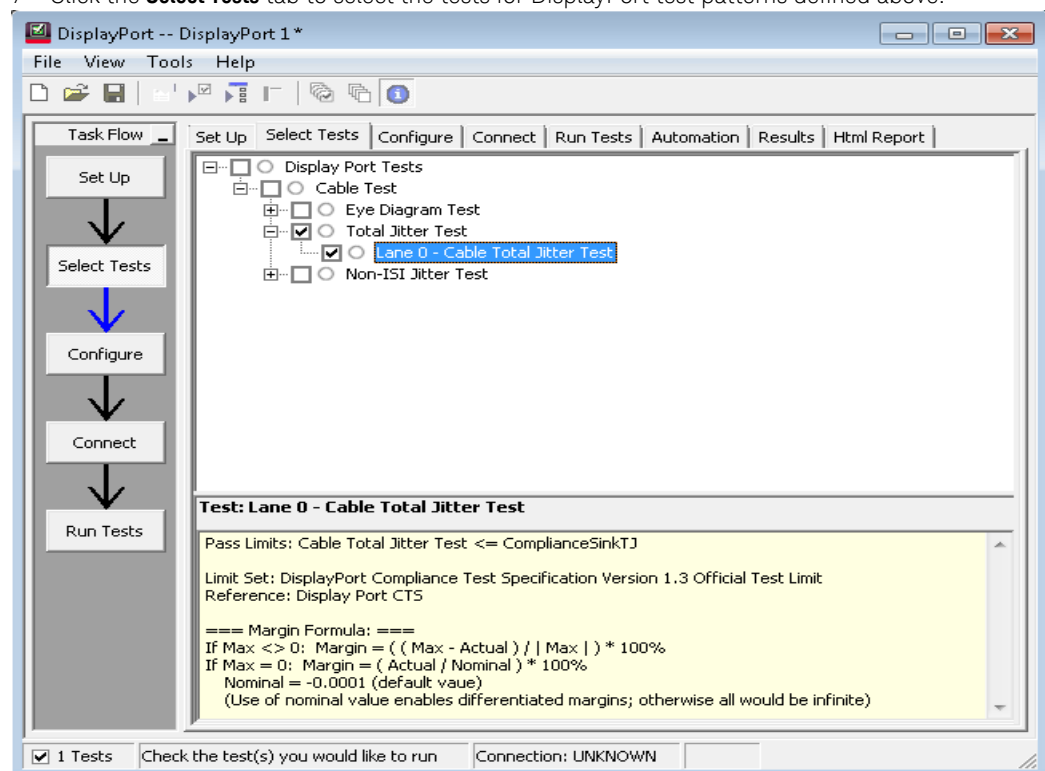 Click the Select Tests tab to select the tests for DisplayPort test patterns defined above.
DisplayPort -- DisplayPort 1*
File View Tools Help
Task Flow
Set Up
Select Tests
Configure
Connect
Run Tests
Set Up Select Tests Configure Connect Run Tests Automation Results Html Report
Display Port Tests
Cable Test
Eye Diagram Test
Total Jitter Test
Lane 0 - Cable Total Jitter Test
Non-ISI Jitter Test
Test: Lane 0 - Cable Total Jitter Test
Pass Limits: Cable Total Jitter Test <= ComplianceSinkTJ
Limit Set: DisplayPort Compliance Test Specification Version 1.3 Official Test Limit
Reference: Display Port CTS
=== Margin Formula: ===
If Max <> 0: Margin = ( ( Max - Actual ) / | Max | ) * 100%
If Max = 0: Margin = ( Actual / Nominal ) * 100%
Nominal = -0.0001 (default vaue)
(Use of nominal value enables differentiated margins; otherwise all would be infinite)
1 Tests Check the test(s) you would like to run Connection: UNKNOWN